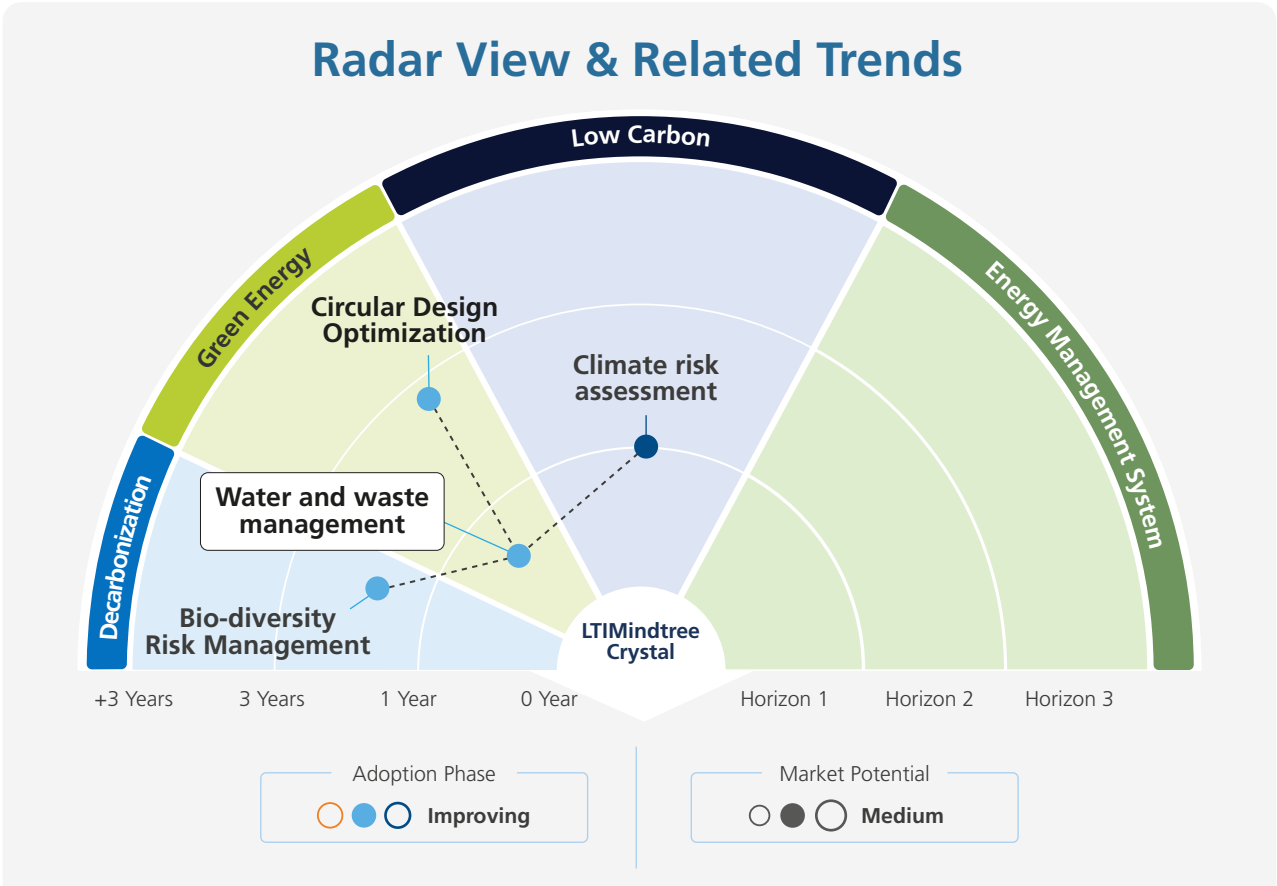 Radar View & Related Trends
Low Carbon
Green Energy
Energy Management System
Decarbonization
Circular Design
Optimization
Climate risk
assessment
Water and waste
management
Bio-diversity
Risk Management
LTIMindtree
Crystal
+3 Years
3 Years
1 Year
0 Year
Horizon 1
Horizon 2
Horizon 3
Adoption Phase
Improving
Market Potential
Medium